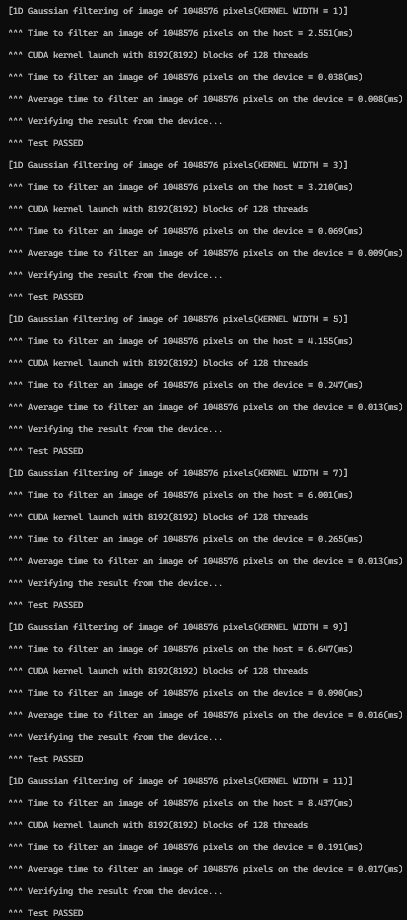 [1D Gaussian filtering of image of 1048576 pixels(KERNEL WIDTH = 1)]
^^^ Time to filter an image of 1048576 pixels on the host = 2.551(ms)
^^^ CUDA kernel launch with 8192(8192) blocks of 128 threads
^^^ Time to filter an image of 1048576 pixels on the device = 0.038(ms)
^^^ Average time to filter an image of 1048576 pixels on the device = 0.008(ms)
^^^ Verifying the result from the device...
^^^ Test PASSED
[1D Gaussian filtering of image of 1048576 pixels(KERNEL WIDTH = 3)]
^^^ Time to filter an image of 1048576 pixels on the host = 3.210(ms)
^^^ CUDA kernel launch with 8192(8192) blocks of 128 threads
^^^ Time to filter an image of 1048576 pixels on the device = 0.069(ms)
^^^ Average time to filter an image of 1048576 pixels on the device = 0.009(ms)
^^^ Verifying the result from the device...
^^^ Test PASSED
[1D Gaussian filtering of image of 1048576 pixels(KERNEL WIDTH = 5)]
^^^ Time to filter an image of 1048576 pixels on the host = 4.155(ms)
^^^ CUDA kernel launch with 8192(8192) blocks of 128 threads
^^^ Time to filter an image of 1048576 pixels on the device = 0.247(ms)
^^^ Average time to filter an image of 1048576 pixels on the device = 0.013(ms)
^^^ Verifying the result from the device...
^^^ Test PASSED
[1D Gaussian filtering of image of 1048576 pixels(KERNEL WIDTH = 7)]
^^^ Time to filter an image of 1048576 pixels on the host = 6.001(ms)
^^^ CUDA kernel launch with 8192(8192) blocks of 128 threads
^^^ Time to filter an image of 1048576 pixels on the device = 0.265(ms)
^^^ Average time to filter an image of 1048576 pixels on the device = 0.013(ms)
^^^ Verifying the result from the device...
^^^ Test PASSED
[1D Gaussian filtering of image of 1048576 pixels(KERNEL WIDTH = 9)]
^^^ Time to filter an image of 1048576 pixels on the host = 6.647(ms)
^^^ CUDA kernel launch with 8192(8192) blocks of 128 threads
^^^ Time to filter an image of 1048576 pixels on the device = 0.090(ms)
^^^ Average time to filter an image of 1048576 pixels on the device = 0.016(ms)
^^^ Verifying the result from the device...
^^^ Test PASSED
[1D Gaussian filtering of image of 1048576 pixels(KERNEL WIDTH = 11)]
^^^ Time to filter an image of 1048576 pixels on the host = 8.437(ms)
^^^ CUDA kernel launch with 8192(8192) blocks of 128 threads
^^^ Time to filter an image of 1048576 pixels on the device = 0.191(ms)
^^^ Average time to filter an image of 1048576 pixels on the device = 0.017(ms)
^^^ Verifying the result from the device...
^^^ Test PASSED